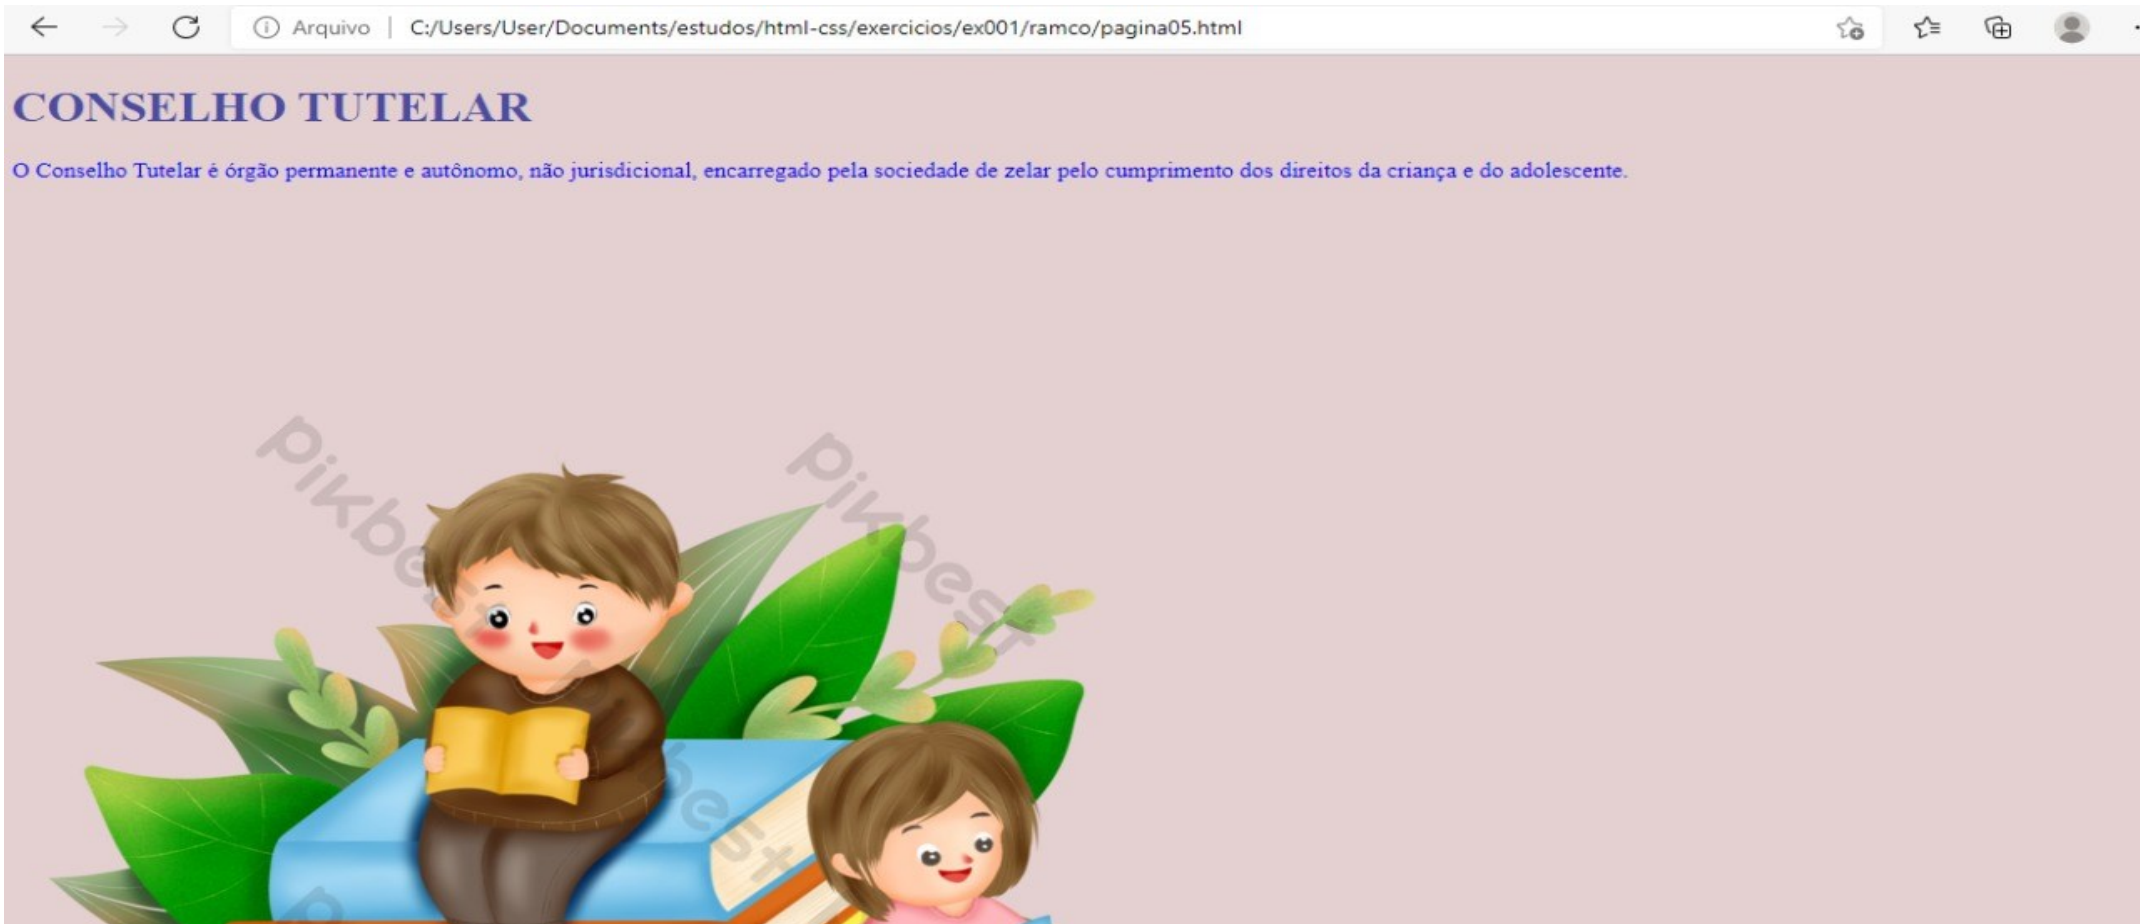 Arquivo | C:/Users/User/Documents/estudos/html-css/exercicios/ex001/ramco/pagina05.html
CONSELHO TUTELAR
O Conselho Tutelar é órgão permanente e autônomo, não jurisdicional, encarregado pela sociedade de zelar pelo cumprimento dos direitos da criança e do adolescente.
pikbest
pikbest